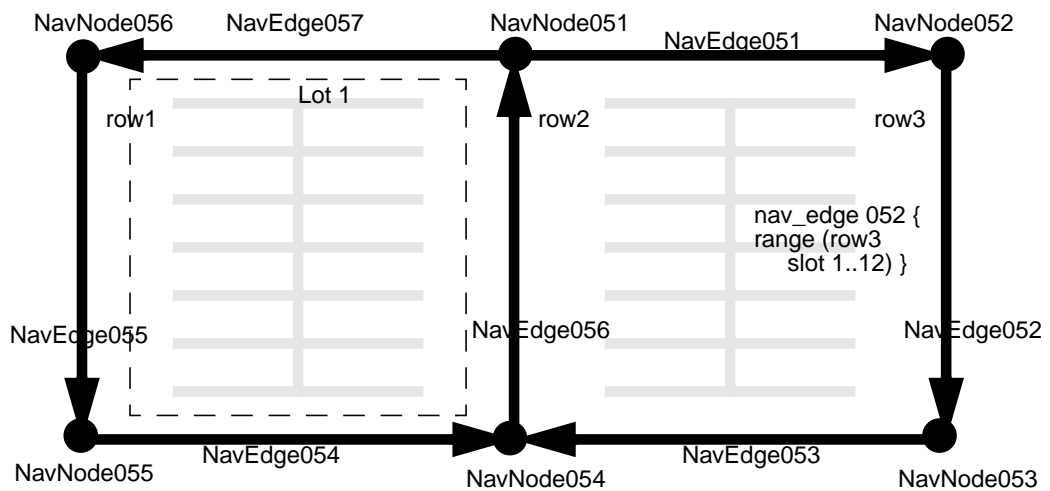 NavNode056
NavEdge057
NavNode051
NavEdge051
NavNode052
Lot 1
row1
row2
row3
nav_edge 052 {
range (row3
slot 1..12) }
NavEdge055
NavEdge056
NavEdge052
NavNode055
NavEdge054
NavNode054
NavEdge053
NavNode053